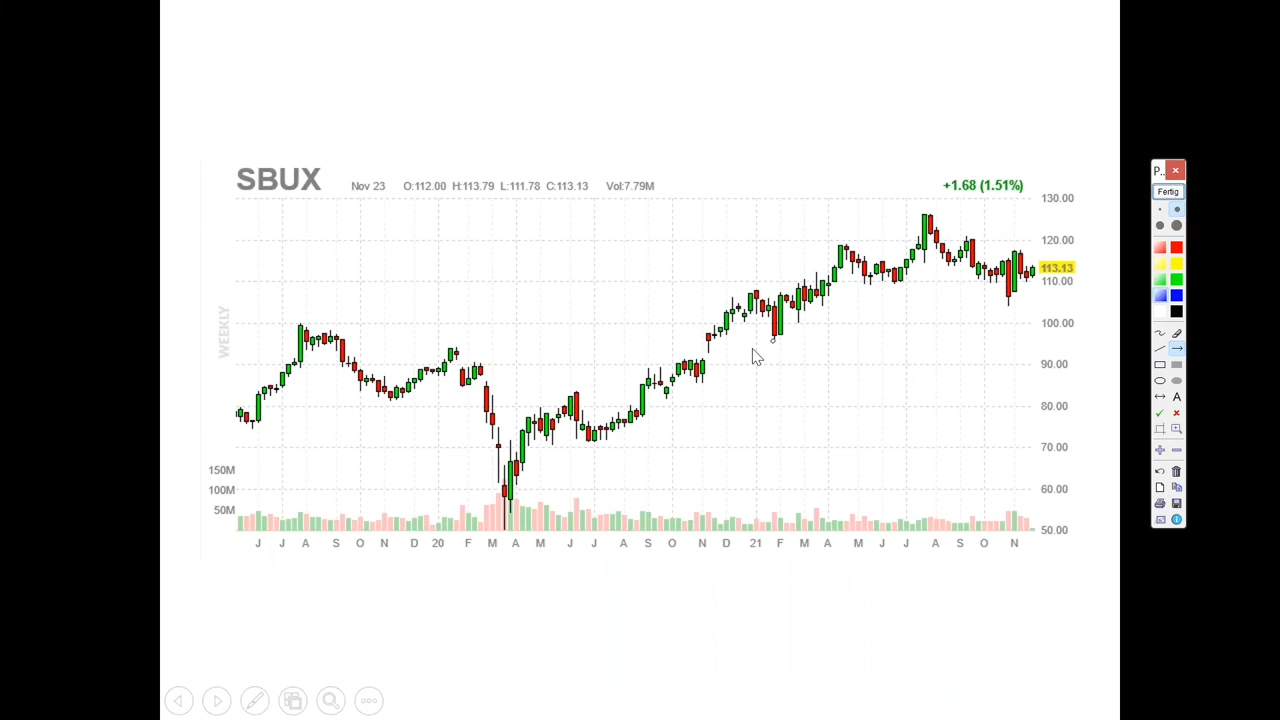 SBUX Nov 23 O:112.00 H:113.79 L:111.78 C:113.13 Vol:7.79M +1.68 (1.51%)
130.00
120.00
113.13
110.00
100.00
90.00
80.00
70.00
60.00
50.00
WEEKLY
150M
100M
50M
J J A S O N D 20 F M A M J J A S O N D 21 F M A M J J A S O N
P...
Fertig
A